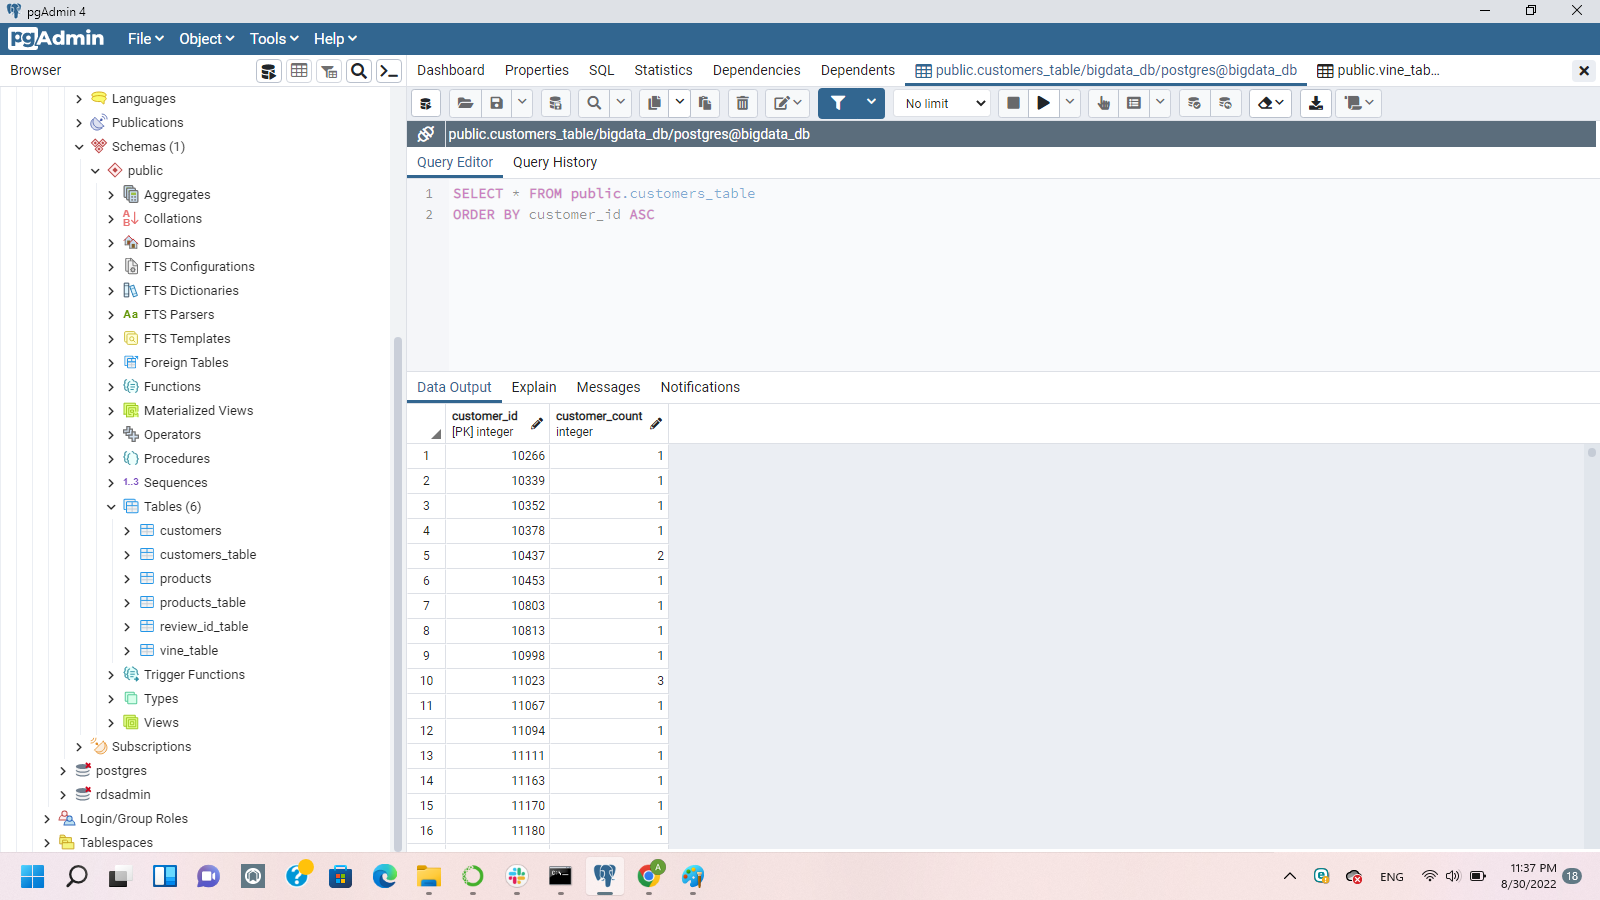 pgAdmin 4
pgAdmin File Object Tools Help
Browser
Dashboard Properties SQL Statistics Dependencies Dependents public.customers_table/bigdata_db/postgres@bigdata_db public.vine_tab...
No limit
public.customers_table/bigdata_db/postgres@bigdata_db
Query Editor Query History
1 SELECT * FROM public.customers_table
2 ORDER BY customer_id ASC
Languages
Publications
Schemas (1)
public
Aggregates
Collations
Domains
FTS Configurations
FTS Dictionaries
Aa FTS Parsers
FTS Templates
Foreign Tables
Functions
Materialized Views
Operators
Procedures
1..3 Sequences
Tables (6)
customers
customers_table
products
products_table
review_id_table
vine_table
Trigger Functions
Types
Views
Subscriptions
postgres
rdsadmin
Login/Group Roles
Tablespaces
Data Output Explain Messages Notifications
customer_id customer_count
[PK] integer integer
1 10266 1
2 10339 1
3 10352 1
4 10378 1
5 10437 2
6 10453 1
7 10803 1
8 10813 1
9 10998 1
10 11023 3
11 11067 1
12 11094 1
13 11111 1
14 11163 1
15 11170 1
16 11180 1
A
ENG
11:37 PM
8/30/2022
18